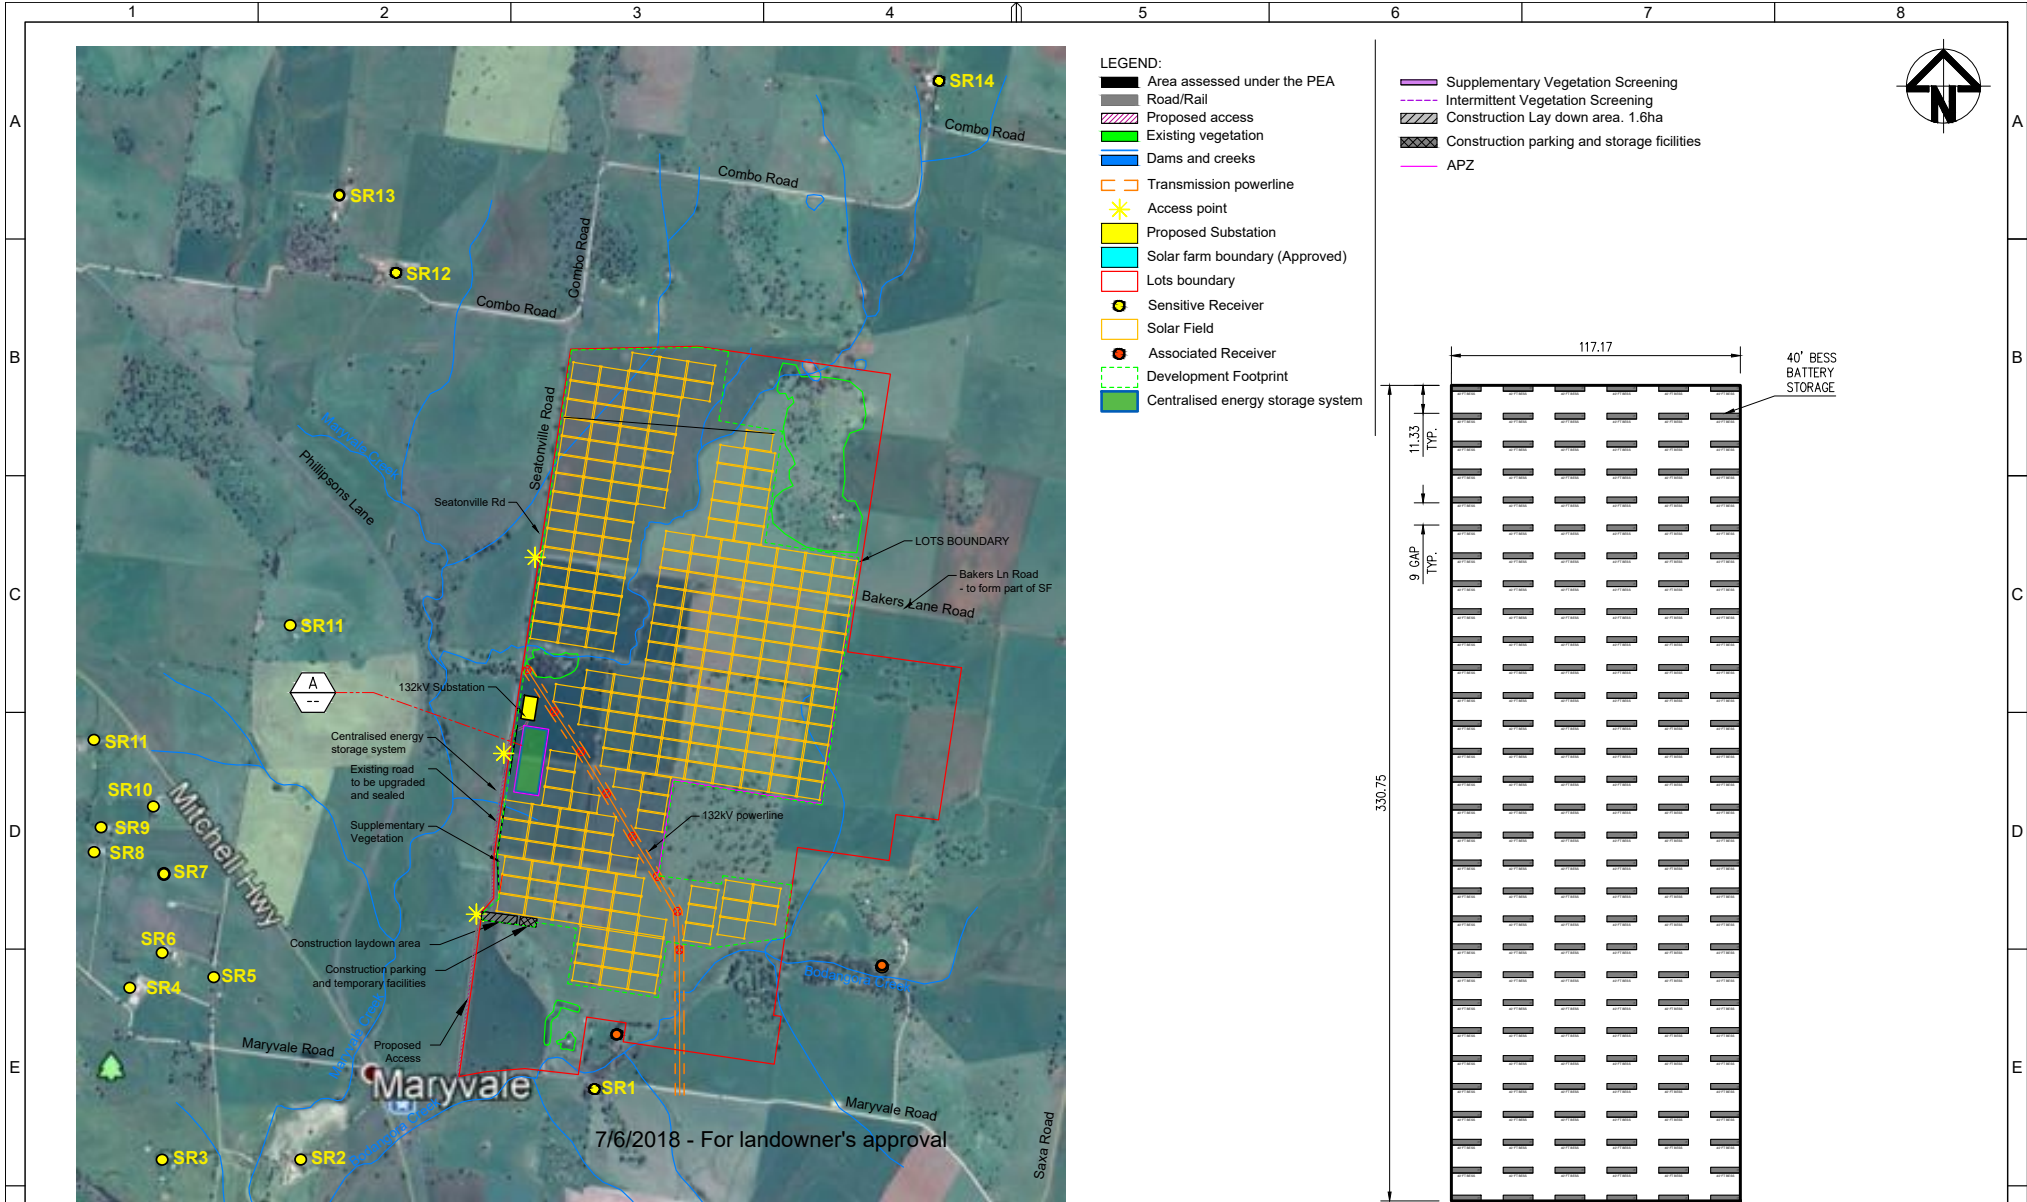 1 2 3 4 5 6 7 8
A
B
C
D
E
A
B
C
D
E
SR14
Combo Road
Combo Road
SR13
Combo Road
SR12
Combo Road
Seatonville Road
Phillipsons Lane
Seatonville Rd
LOTS BOUNDARY
Bakers Ln Road
- to form part of SF
Bakers Lane Road
SR11
A
--
132kV Substation
Centralised energy
storage system
Existing road
to be upgraded
and sealed
Supplementary
Vegetation
132kV powerline
SR11
SR10
SR9
SR8
SR7
Mitchell Hwy
SR6
SR5
SR4
Construction laydown area
Construction parking
and temporary facilities
Proposed
Access
Maryvale Road
Maryvale
SR1
Maryvale Road
Saxa Road
SR3
SR2
7/6/2018 - For landowner's approval
LEGEND:
Area assessed under the PEA
Road/Rail
Proposed access
Existing vegetation
Dams and creeks
Transmission powerline
Access point
Proposed Substation
Solar farm boundary (Approved)
Lots boundary
Sensitive Receiver
Solar Field
Associated Receiver
Development Footprint
Centralised energy storage system
Supplementary Vegetation Screening
Intermittent Vegetation Screening
Construction Lay down area. 1.6ha
Construction parking and storage ficilities
APZ
N
117.17
40' BESS
BATTERY
STORAGE
11.33
TYP.
9 GAP
TYP.
330.75